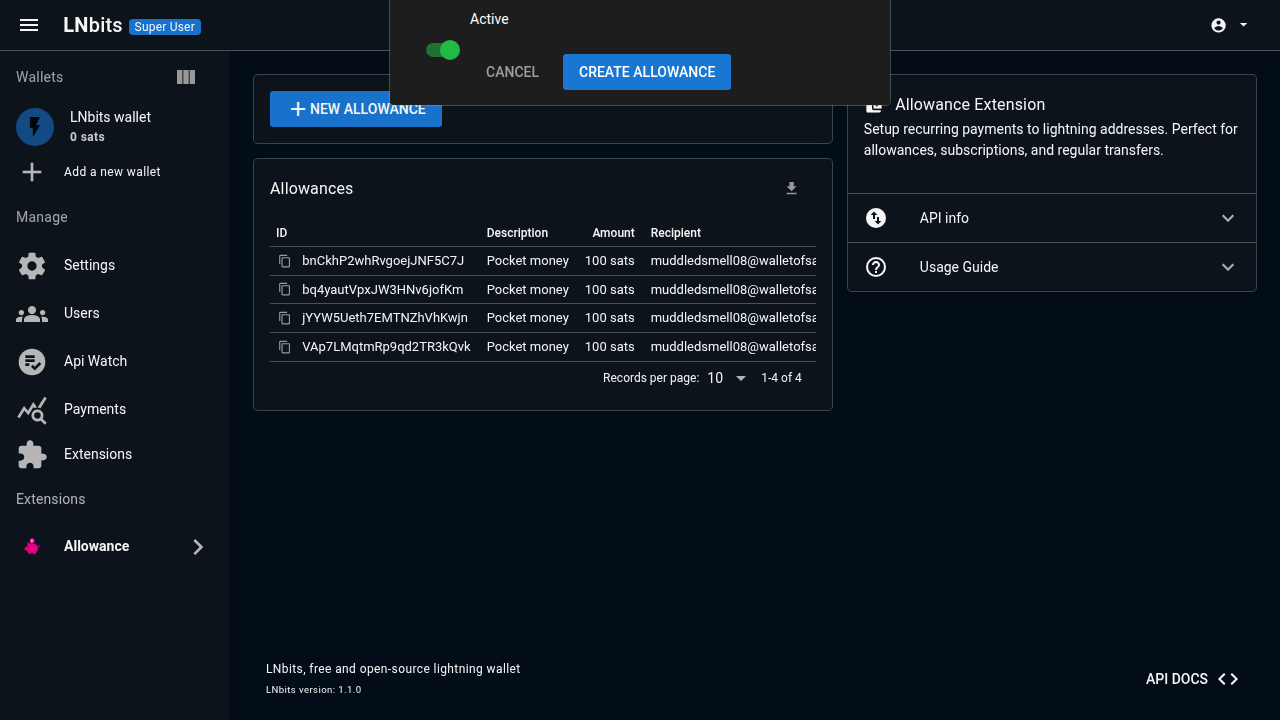 LNbits Super User
Active
CANCEL CREATE ALLOWANCE
NEW ALLOWANCE
Wallets
LNbits wallet
0 sats
Add a new wallet
Manage
Settings
Users
Api Watch
Payments
Extensions
Extensions
Allowance
Allowances
ID Description Amount Recipient
bnCkhP2whRvgoejJNF5C7J Pocket money 100 sats muddledsmell08@walletofsa
bq4yautVpxJW3HNv6jofKm Pocket money 100 sats muddledsmell08@walletofsa
jYYW5Ueth7EMTNZhVhKwjn Pocket money 100 sats muddledsmell08@walletofsa
VAp7LMqtmRp9qd2TR3kQvk Pocket money 100 sats muddledsmell08@walletofsa
Records per page: 10 1-4 of 4
Allowance Extension
Setup recurring payments to lightning addresses. Perfect for
allowances, subscriptions, and regular transfers.
API info
Usage Guide
LNbits, free and open-source lightning wallet
LNbits version: 1.1.0
API DOCS